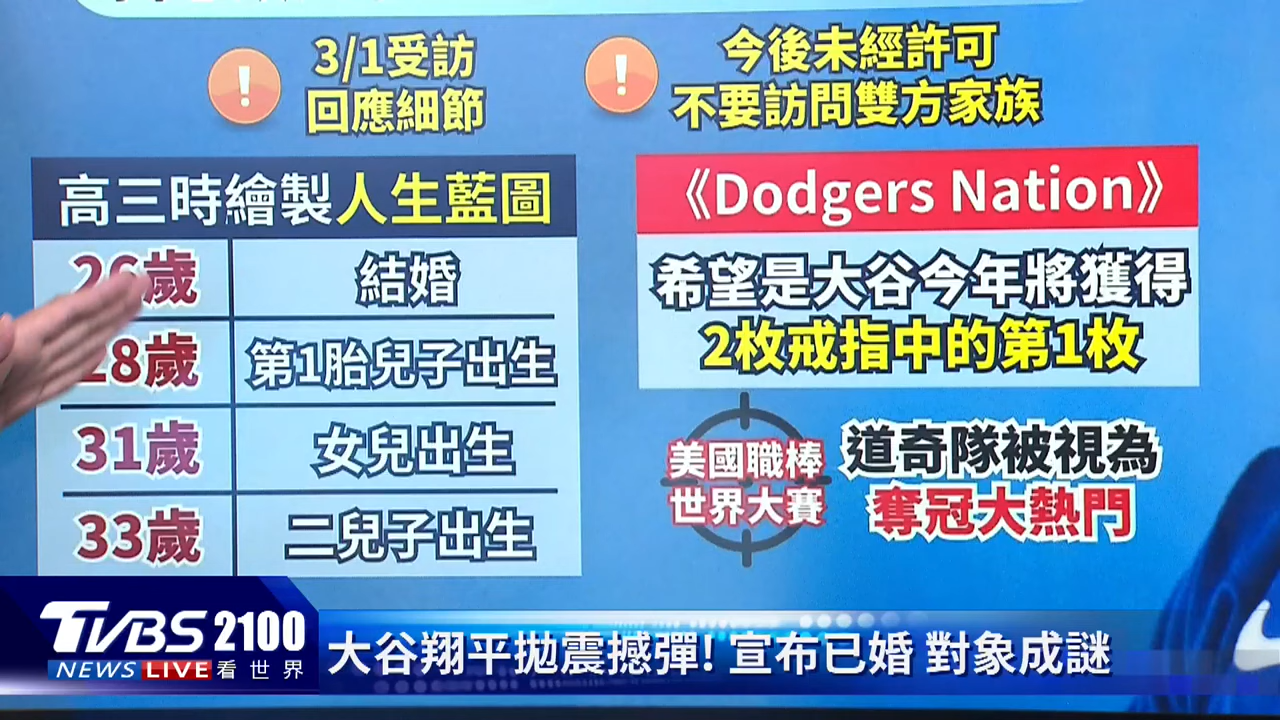 3/1受訪
回應細節
今後未經許可
不要訪問雙方家族
高三時繪製人生藍圖
26歲 結婚
28歲 第1胎兒子出生
31歲 女兒出生
33歲 二兒子出生
《Dodgers Nation》
希望是大谷今年將獲得
2枚戒指中的第1枚
美國職棒
世界大賽
道奇隊被視為
奪冠大熱門
TVBS 2100
NEWS LIVE 看世界
大谷翔平拋震撼彈! 宣布已婚 對象成謎